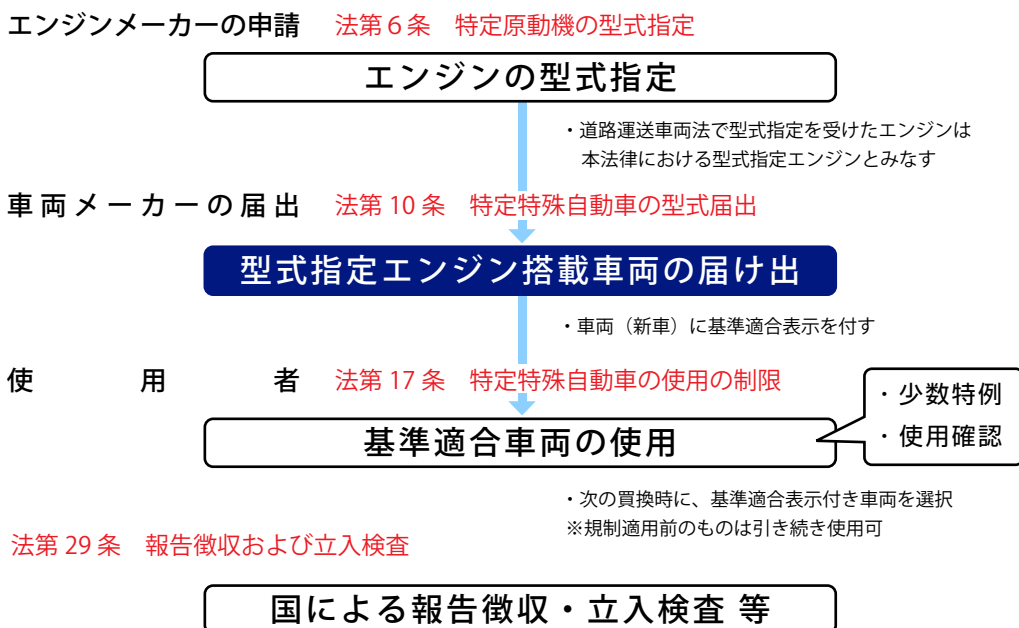 エンジンメーカーの申請 法第6条 特定原動機の型式指定
エンジンの型式指定
・道路運送車両法で型式指定を受けたエンジンは
本法律における型式指定エンジンとみなす
車両メーカーの届出 法第10条 特定特殊自動車の型式届出
型式指定エンジン搭載車両の届け出
・車両（新車）に基準適合表示を付す
使用者 法第17条 特定特殊自動車の使用の制限
・少数特例
・使用確認
基準適合車両の使用
・次の買換時に、基準適合表示付き車両を選択
※規制適用前のものは引き続き使用可
法第29条 報告徴収および立入検査
国による報告徴収・立入検査 等